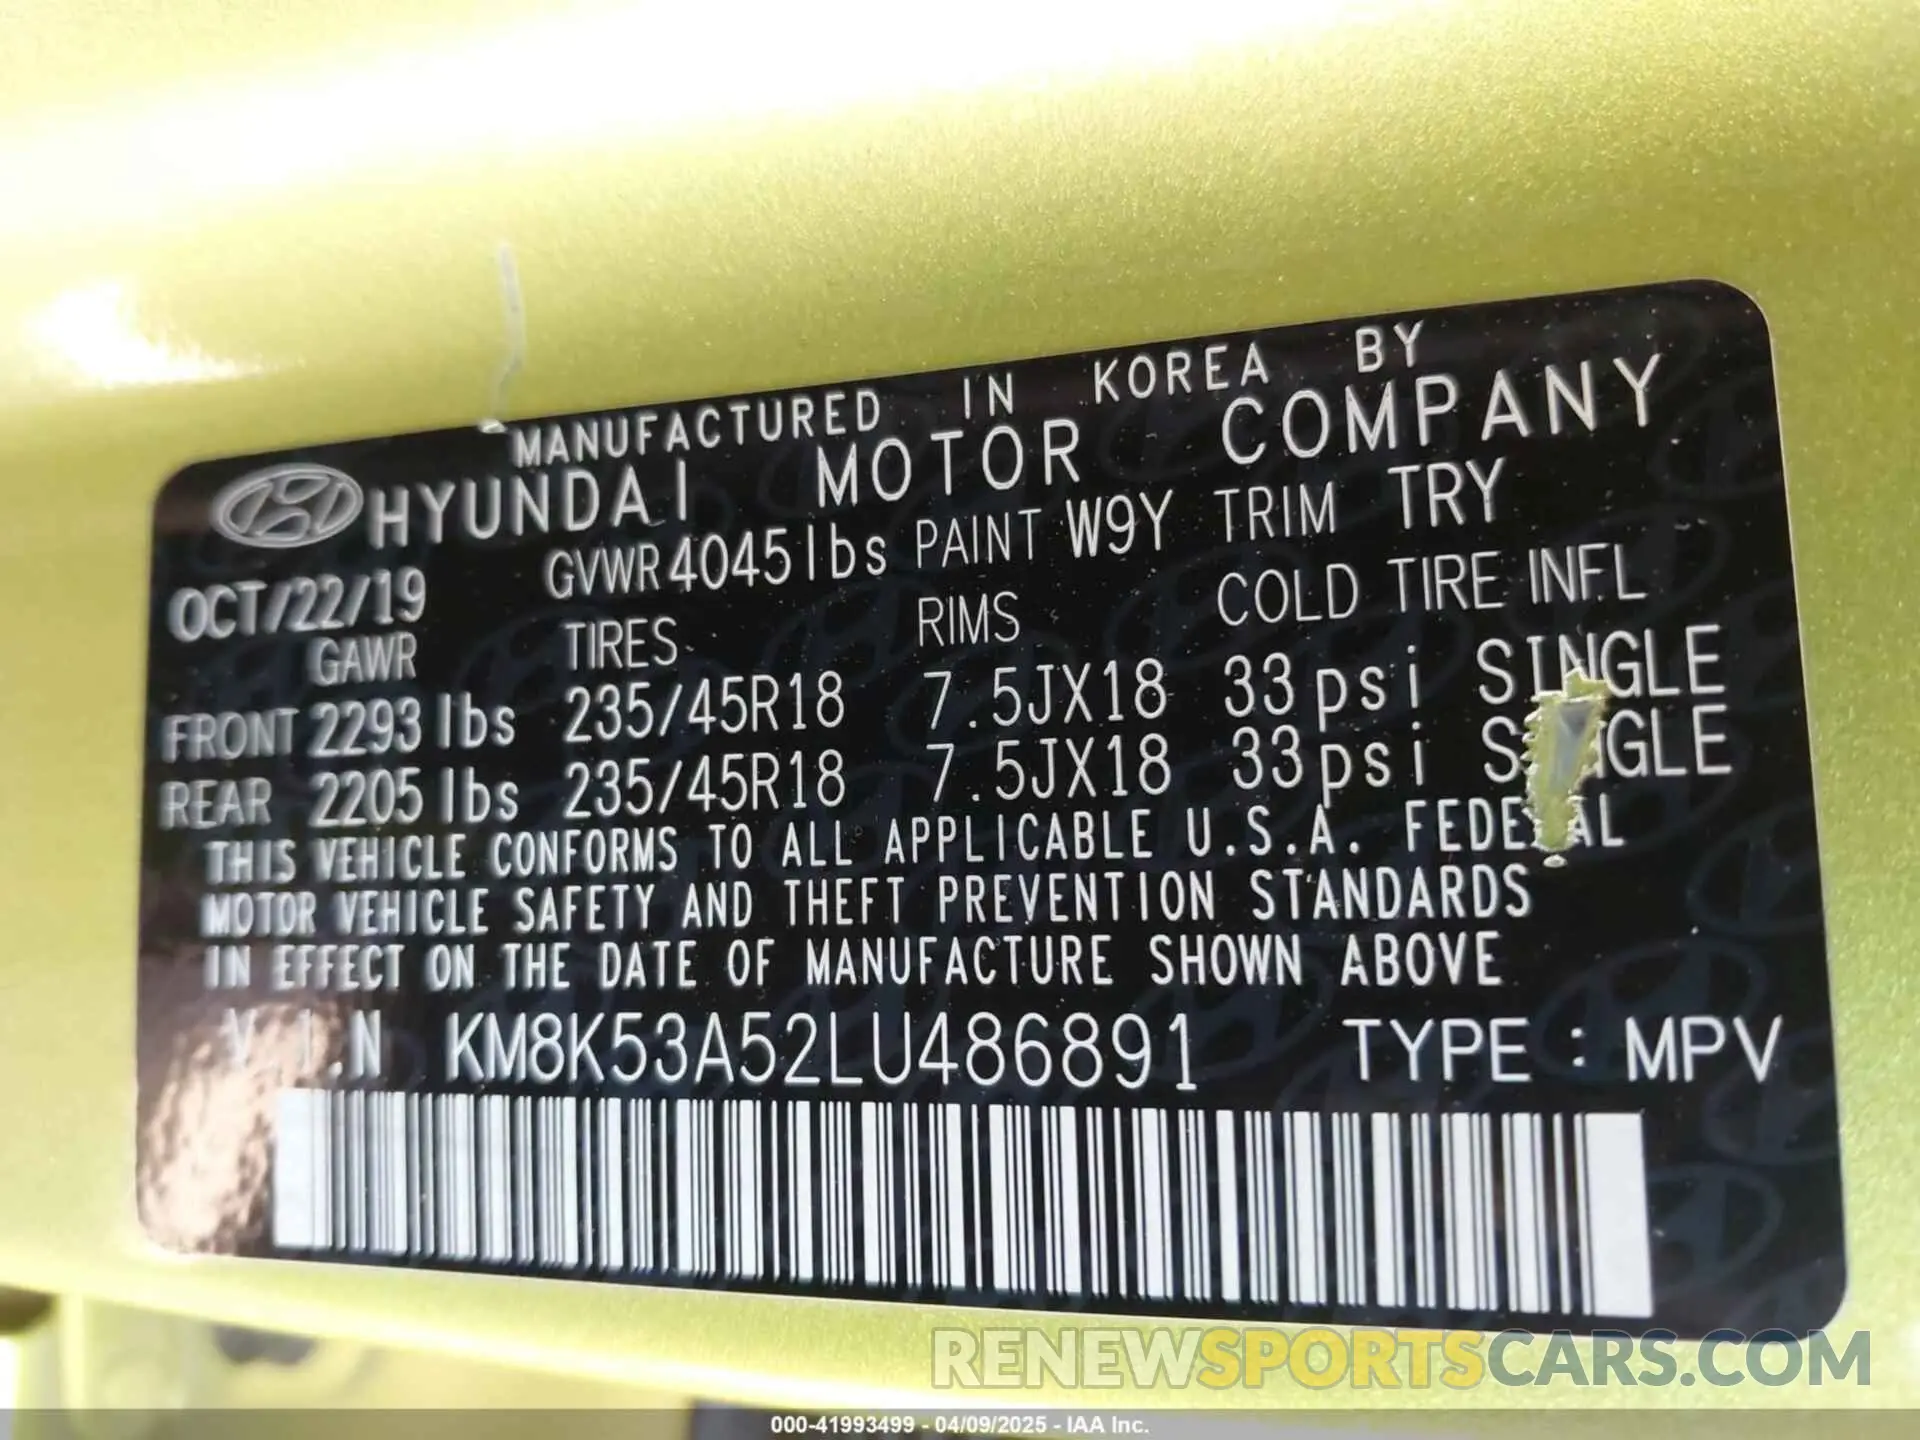 MANUFACTURED IN KOREA BY
HYUNDAI MOTOR COMPANY
OCT/22/19 GVWR 4045 lbs PAINT W9Y TRIM TRY
GAWR TIRES RIMS COLD TIRE INFL
FRONT 2293 lbs 235/45R18 7.5JX18 33psi SINGLE
REAR 2205 lbs 235/45R18 7.5JX18 33psi SINGLE
THIS VEHICLE CONFORMS TO ALL APPLICABLE U.S.A. FEDERAL
MOTOR VEHICLE SAFETY AND THEFT PREVENTION STANDARDS
IN EFFECT ON THE DATE OF MANUFACTURE SHOWN ABOVE
V.I.N KM8K53A52LU486891 TYPE : MPV
RENEWSPORTSCARS.COM
000-41993499 - 04/09/2025 - IAA Inc.